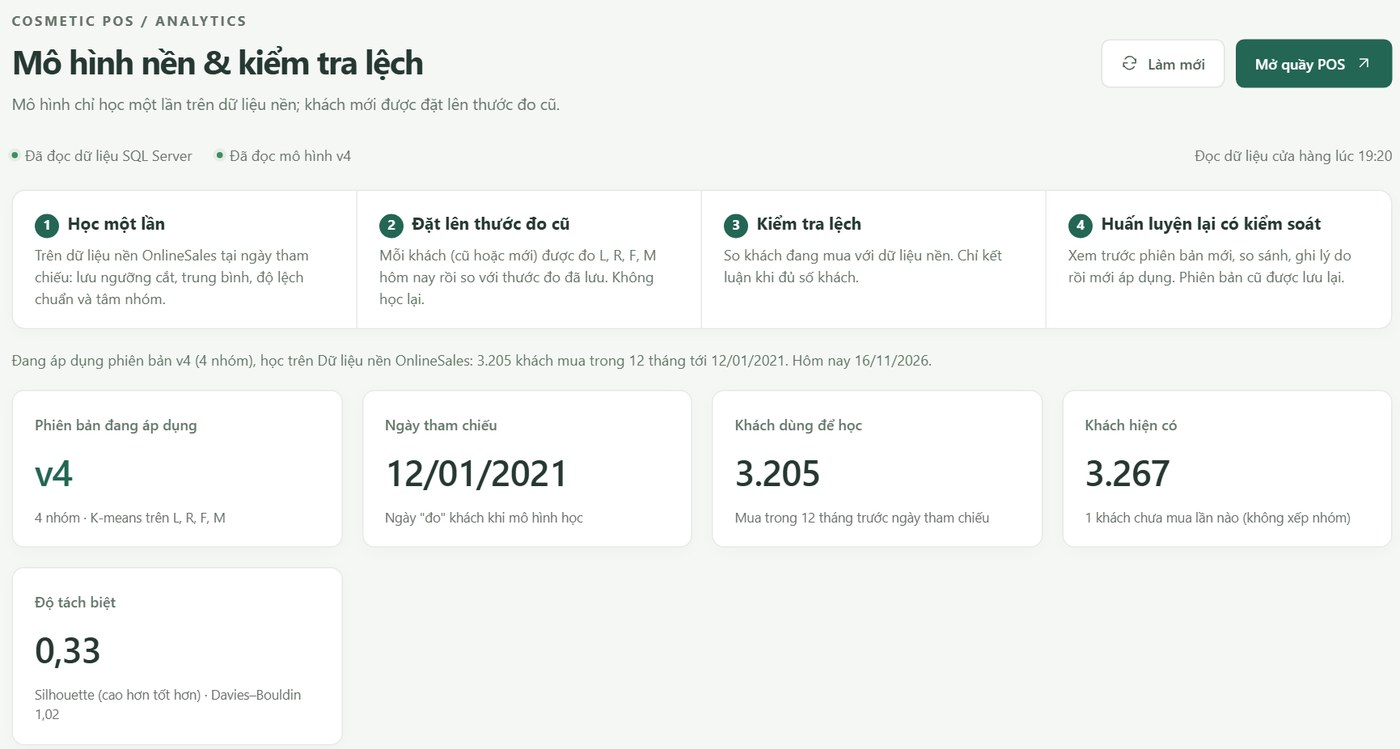 COSMETIC POS / ANALYTICS
Mô hình nền & kiểm tra lệch
Làm mới
Mở quầy POS
Mô hình chỉ học một lần trên dữ liệu nền; khách mới được đặt lên thước đo cũ.
Đã đọc dữ liệu SQL Server
Đã đọc mô hình v4
Đọc dữ liệu cửa hàng lúc 19:20
1 Học một lần
Trên dữ liệu nền OnlineSales tại ngày tham
chiếu: lưu ngưỡng cắt, trung bình, độ lệch
chuẩn và tâm nhóm.
2 Đặt lên thước đo cũ
Mỗi khách (cũ hoặc mới) được đo L, R, F, M
hôm nay rồi so với thước đo đã lưu. Không
học lại.
3 Kiểm tra lệch
So khách đang mua với dữ liệu nền. Chỉ kết
luận khi đủ số khách.
4 Huấn luyện lại có kiểm soát
Xem trước phiên bản mới, so sánh, ghi lý do
rồi mới áp dụng. Phiên bản cũ được lưu lại.
Đang áp dụng phiên bản v4 (4 nhóm), học trên Dữ liệu nền OnlineSales: 3.205 khách mua trong 12 tháng tới 12/01/2021. Hôm nay 16/11/2026.
Phiên bản đang áp dụng
v4
4 nhóm · K-means trên L, R, F, M
Ngày tham chiếu
12/01/2021
Ngày "đo" khách khi mô hình học
Khách dùng để học
3.205
Mua trong 12 tháng trước ngày tham chiếu
Khách hiện có
3.267
1 khách chưa mua lần nào (không xếp nhóm)
Độ tách biệt
0,33
Silhouette (cao hơn tốt hơn) · Davies–Bouldin
1,02